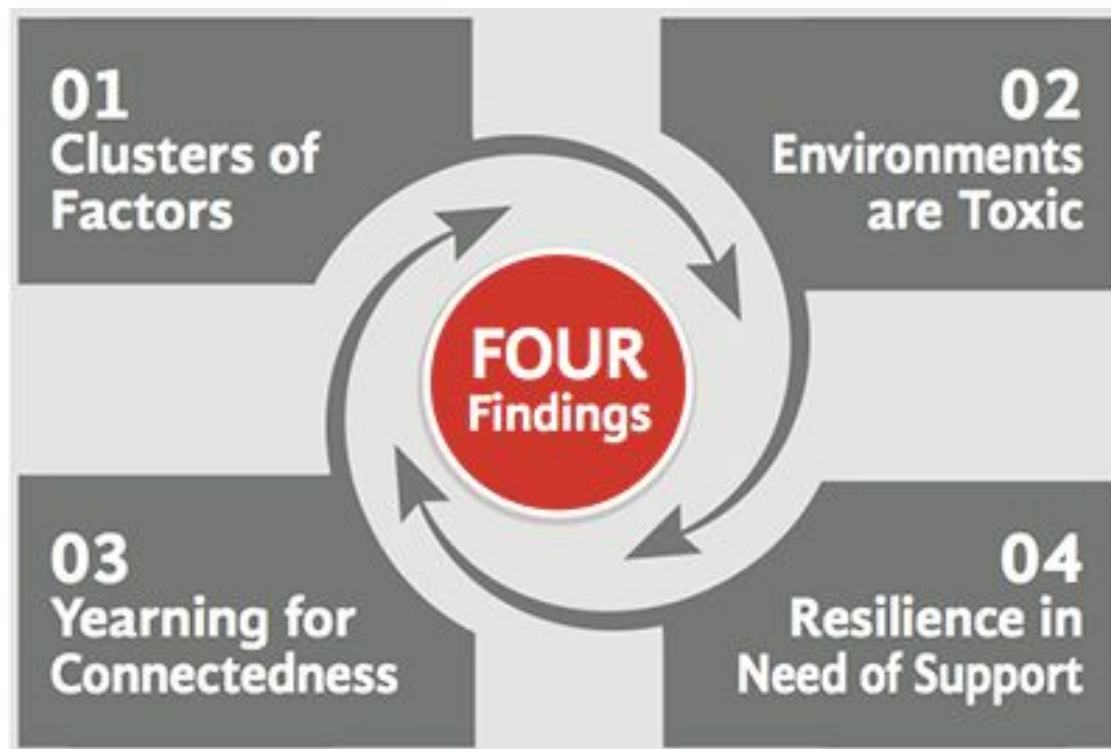 01
Clusters of
Factors
02
Environments
are Toxic
FOUR
Findings
03
Yearning for
Connectedness
04
Resilience in
Need of Support